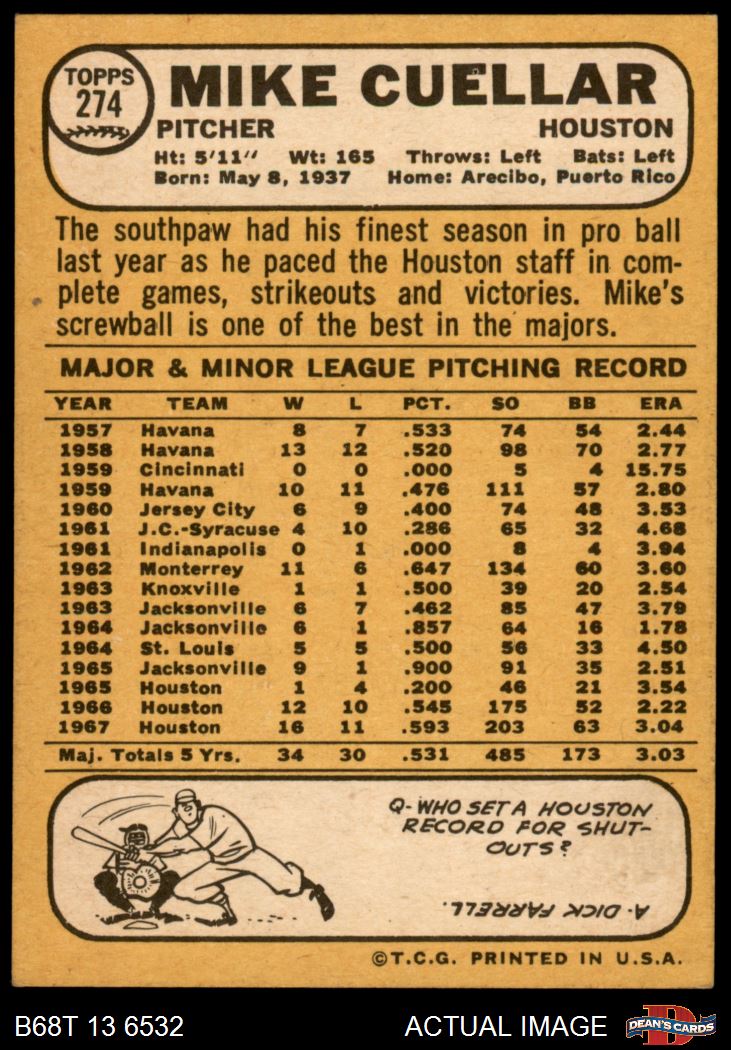 TOPPS
274
MIKE CUELLAR
PITCHER HOUSTON
Ht: 5'11" Wt: 165 Throws: Left Bats: Left
Born: May 8, 1937 Home: Arecibo, Puerto Rico
The southpaw had his finest season in pro ball
last year as he paced the Houston staff in com-
plete games, strikeouts and victories. Mike's
screwball is one of the best in the majors.
MAJOR & MINOR LEAGUE PITCHING RECORD
YEAR TEAM W L PCT. SO BB ERA
1957 Havana 8 7 .533 74 54 2.44
1958 Havana 13 12 .520 98 70 2.77
1959 Cincinnati 0 0 .000 5 4 15.75
1959 Havana 10 11 .476 111 57 2.80
1960 Jersey City 6 9 .400 74 48 3.53
1961 J.C.-Syracuse 4 10 .286 65 32 4.68
1961 Indianapolis 0 1 .000 8 4 3.94
1962 Monterrey 11 6 .647 134 60 3.60
1963 Knoxville 1 1 .500 39 20 2.54
1963 Jacksonville 6 7 .462 85 47 3.79
1964 Jacksonville 6 1 .857 64 16 1.78
1964 St. Louis 5 5 .500 56 33 4.50
1965 Jacksonville 9 1 .900 91 35 2.51
1965 Houston 1 4 .200 46 21 3.54
1966 Houston 12 10 .545 175 52 2.22
1967 Houston 16 11 .593 203 63 3.04
Maj. Totals 5 Yrs. 34 30 .531 485 173 3.03
Q-WHO SET A HOUSTON
RECORD FOR SHUT-
OUTS?
A. DICK FARRELL.
©T.C.G. PRINTED IN U.S.A.
B68T 13 6532 ACTUAL IMAGE
D
DEAN'S CARDS